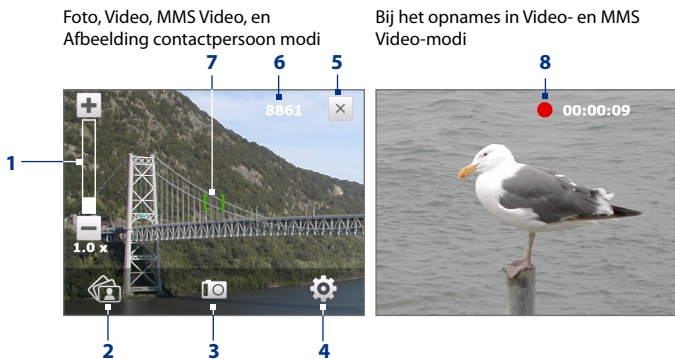 Foto, Video, MMS Video, en
Afbeelding contactpersoon modi
Bij het opnames in Video- en MMS
Video-modi
7
6
5
8
8861
00:00:09
1
1.0 x
2
3
4